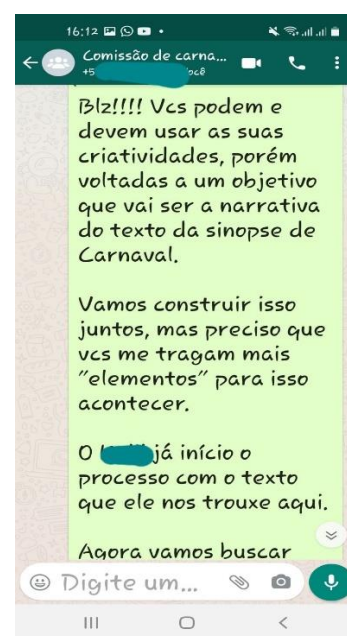 16:12
Comissão de carna...
+5 ocê
Blz!!!! Vcs podem e
devem usar as suas
criatividades, porém
voltadas a um objetivo
que vai ser a narrativa
do texto da sinopse de
Carnaval.
Vamos construir isso
juntos, mas preciso que
vcs me tragam mais
"elementos" para isso
acontecer.
O já início o
processo com o texto
que ele nos trouxe aqui.
Agora vamos buscar
Digite um...